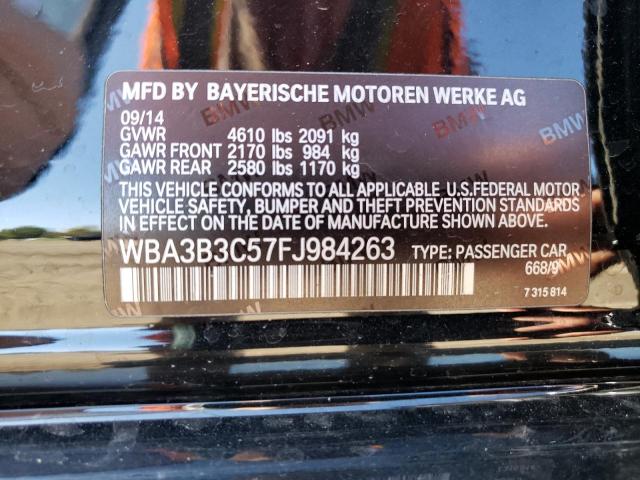 MFD BY BAYERISCHE MOTOREN WERKE AG
09/14
GVWR 4610 lbs 2091 kg
GAWR FRONT 2170 lbs 984 kg
GAWR REAR 2580 lbs 1170 kg
THIS VEHICLE CONFORMS TO ALL APPLICABLE U.S.FEDERAL MOTOR
VEHICLE SAFETY, BUMPER AND THEFT PREVENTION STANDARDS
IN EFFECT ON THE DATE OF MANUFACTURE SHOWN ABOVE.
WBA3B3C57FJ984263 TYPE: PASSENGER CAR
668/9
7 315 814